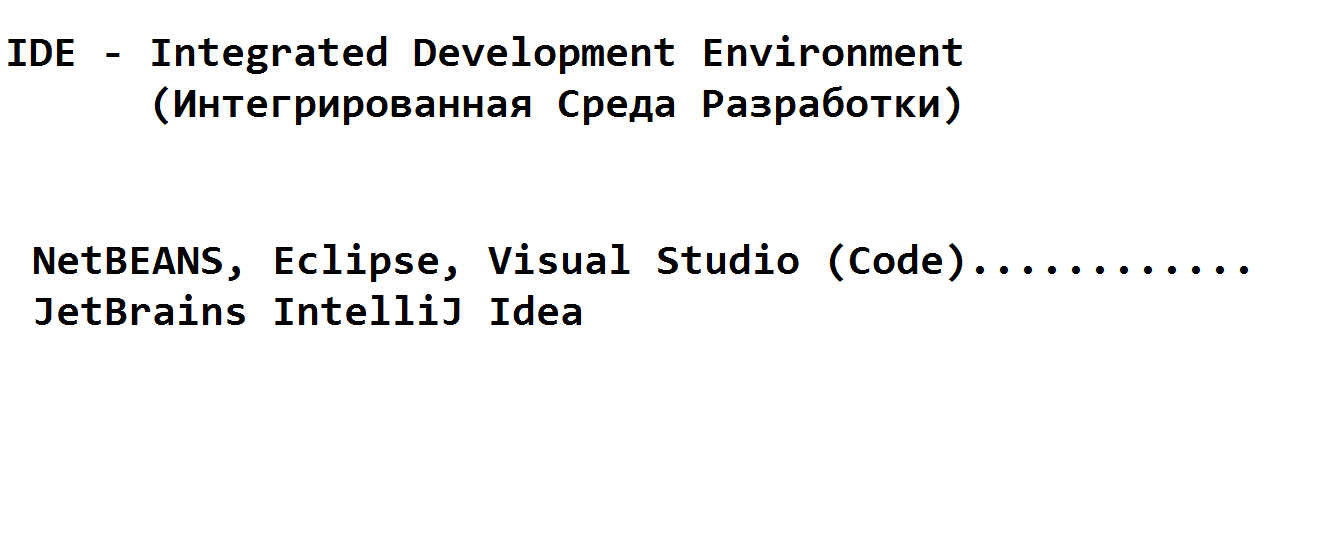 IDE - Integrated Development Environment
(Интегрированная Среда Разработки)
NetBEANS, Eclipse, Visual Studio (Code)............
JetBrains IntelliJ Idea